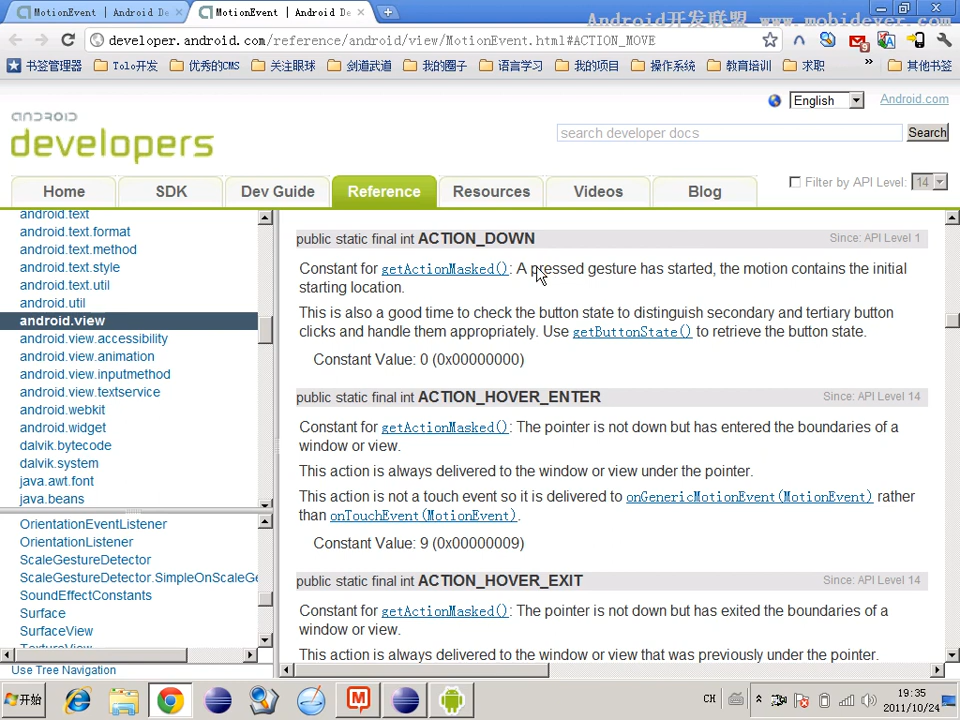 MotionEvent | Android De
MotionEvent | Android De
Android开发联盟 www.mobidever.com
developer.android.com/reference/android/view/MotionEvent.html#ACTION_MOVE
书签管理器 Tolo开发 优秀的CMS 关注眼球 剑道武道 我的圈子 语言学习 我的项目 操作系统 教育培训 求职 » 其他书签
English Android.com
android
developers
search developer docs Search
Home SDK Dev Guide Reference Resources Videos Blog Filter by API Level: 14
android.text
android.text.format
android.text.method
android.text.style
android.text.util
android.util
android.view
android.view.accessibility
android.view.animation
android.view.inputmethod
android.view.textservice
android.webkit
android.widget
dalvik.bytecode
dalvik.system
java.awt.font
java.beans
OrientationEventListener
OrientationListener
ScaleGestureDetector
ScaleGestureDetector.SimpleOnScaleGe
SoundEffectConstants
Surface
SurfaceView
TextureView
Use Tree Navigation
public static final int ACTION_DOWN Since: API Level 1
Constant for getActionMasked(): A pressed gesture has started, the motion contains the initial
starting location.
This is also a good time to check the button state to distinguish secondary and tertiary button
clicks and handle them appropriately. Use getButtonState() to retrieve the button state.
Constant Value: 0 (0x00000000)
public static final int ACTION_HOVER_ENTER Since: API Level 14
Constant for getActionMasked(): The pointer is not down but has entered the boundaries of a
window or view.
This action is always delivered to the window or view under the pointer.
This action is not a touch event so it is delivered to onGenericMotionEvent(MotionEvent) rather
than onTouchEvent(MotionEvent).
Constant Value: 9 (0x00000009)
public static final int ACTION_HOVER_EXIT Since: API Level 14
Constant for getActionMasked(): The pointer is not down but has exited the boundaries of a
window or view.
This action is always delivered to the window or view that was previously under the pointer.
开始 CH 19:35
2011/10/24